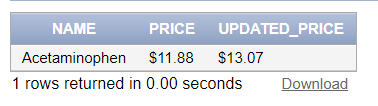 NAME PRICE UPDATED_PRICE
Acetaminophen $11.88 $13.07
1 rows returned in 0.00 seconds Download